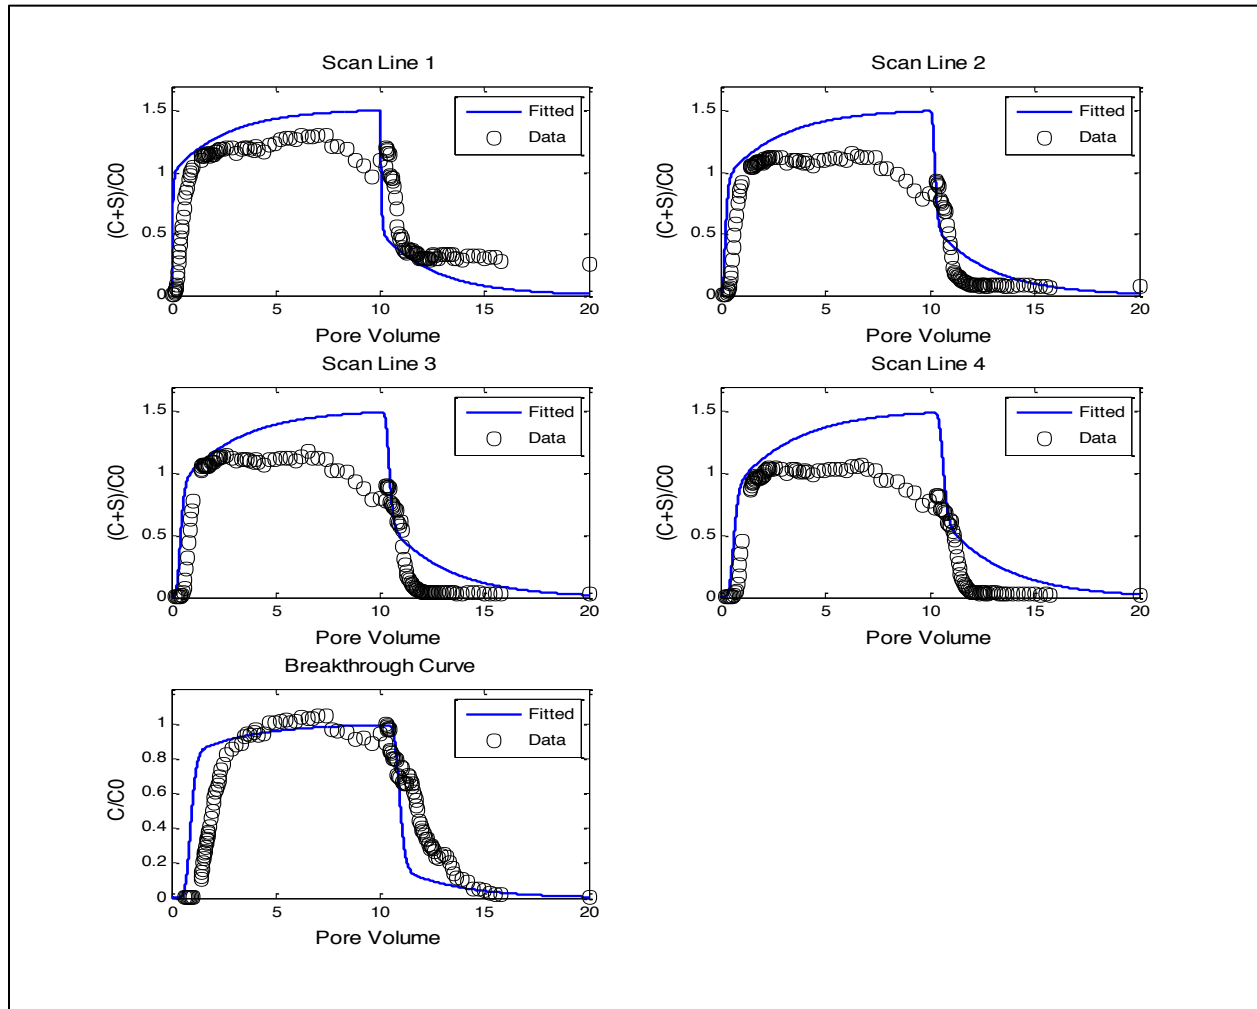 Scan Line 1
(C+S)/C0
1.5
1
0.5
0
0 5 10 15 20
Pore Volume
Fitted
Data
Scan Line 2
(C+S)/C0
1.5
1
0.5
0
0 5 10 15 20
Pore Volume
Fitted
Data
Scan Line 3
(C+S)/C0
1.5
1
0.5
0
0 5 10 15 20
Pore Volume
Fitted
Data
Scan Line 4
(C+S)/C0
1.5
1
0.5
0
0 5 10 15 20
Pore Volume
Fitted
Data
Breakthrough Curve
C/C0
1
0.8
0.6
0.4
0.2
0
0 5 10 15 20
Pore Volume
Fitted
Data